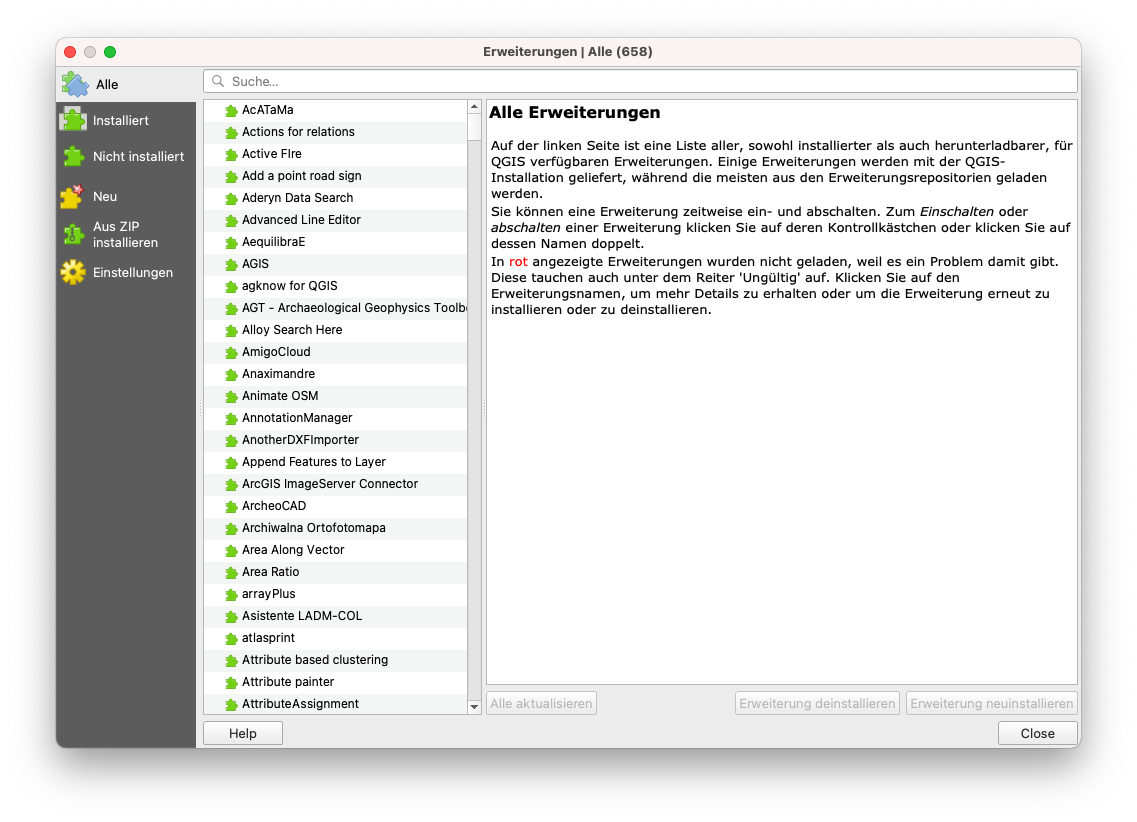 Erweiterungen | Alle (658)
Alle
Installiert
Nicht installiert
Neu
Aus ZIP
installieren
Einstellungen
Suche...
AcATaMa
Actions for relations
Active FIre
Add a point road sign
Aderyn Data Search
Advanced Line Editor
AequilibraE
AGIS
agknow for QGIS
AGT - Archaeological Geophysics Toolbo
Alloy Search Here
AmigoCloud
Anaximandre
Animate OSM
AnnotationManager
AnotherDXFImporter
Append Features to Layer
ArcGIS ImageServer Connector
ArcheoCAD
Archiwalna Ortofotomapa
Area Along Vector
Area Ratio
arrayPlus
Asistente LADM-COL
atlasprint
Attribute based clustering
Attribute painter
AttributeAssignment
Alle Erweiterungen
Auf der linken Seite ist eine Liste aller, sowohl installierter als auch herunterladbarer, für
QGIS verfügbaren Erweiterungen. Einige Erweiterungen werden mit der QGIS-
Installation geliefert, während die meisten aus den Erweiterungsrepositorien geladen
werden.
Sie können eine Erweiterung zeitweise ein- und abschalten. Zum Einschalten oder
abschalten einer Erweiterung klicken Sie auf deren Kontrollkästchen oder klicken Sie auf
dessen Namen doppelt.
In rot angezeigte Erweiterungen wurden nicht geladen, weil es ein Problem damit gibt.
Diese tauchen auch unter dem Reiter 'Ungültig' auf. Klicken Sie auf den
Erweiterungsnamen, um mehr Details zu erhalten oder um die Erweiterung erneut zu
installieren oder zu deinstallieren.
Alle aktualisieren
Erweiterung deinstallieren
Erweiterung neuinstallieren
Help
Close